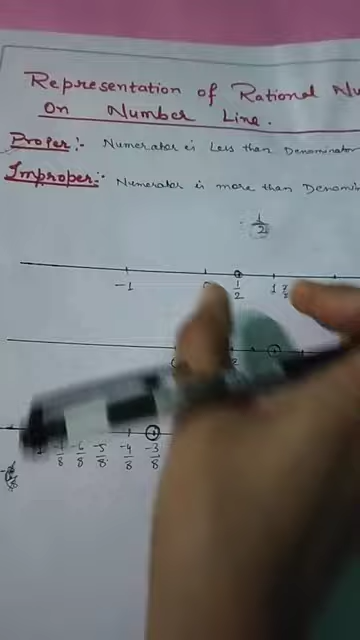 Representation of Rational
On Number Line.
Proper:- Numerator is Less than Denominator
Improper:- Numerator is more than
1/2
-1 1/2 1
-6/8 -5/8 -4/8 -3/8